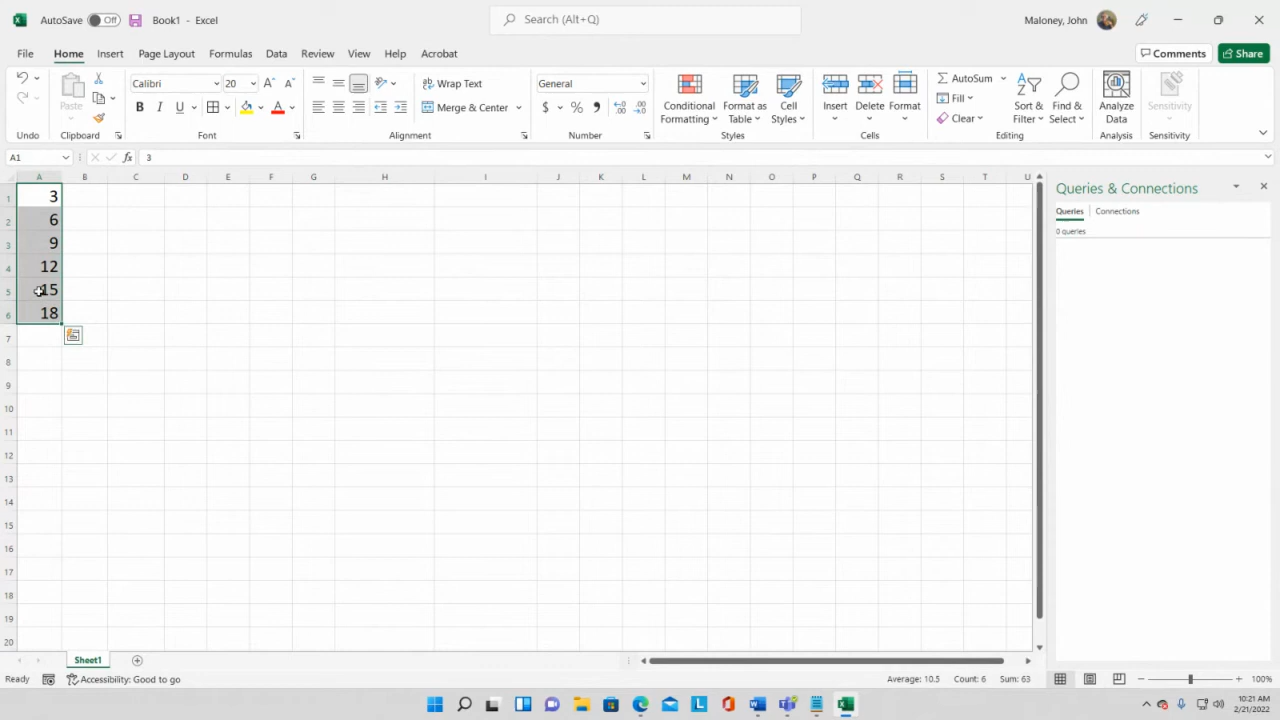 AutoSave Off Book1 - Excel Search (Alt+Q) Maloney, John
File Home Insert Page Layout Formulas Data Review View Help Acrobat Comments Share
Calibri 20 A^ A˅ Wrap Text General AutoSum
Paste B I U A Merge & Center $ % , Conditional Formatting Format as Table Cell Styles Insert Delete Format Fill Clear Sort & Filter Find & Select Analyze Data Sensitivity
Undo Clipboard Font Alignment Number Styles Cells Editing Analysis Sensitivity
A1 fx 3
A B C D E F G H I J K L M N O P Q R S T U
1 3
2 6
3 9
4 12
5 15
6 18
7
8
9
10
11
12
13
14
15
16
17
18
19
20
Queries & Connections
Queries Connections
0 queries
Sheet1
Ready Accessibility: Good to go Average: 10.5 Count: 6 Sum: 63 100%
10:21 AM
2/21/2022